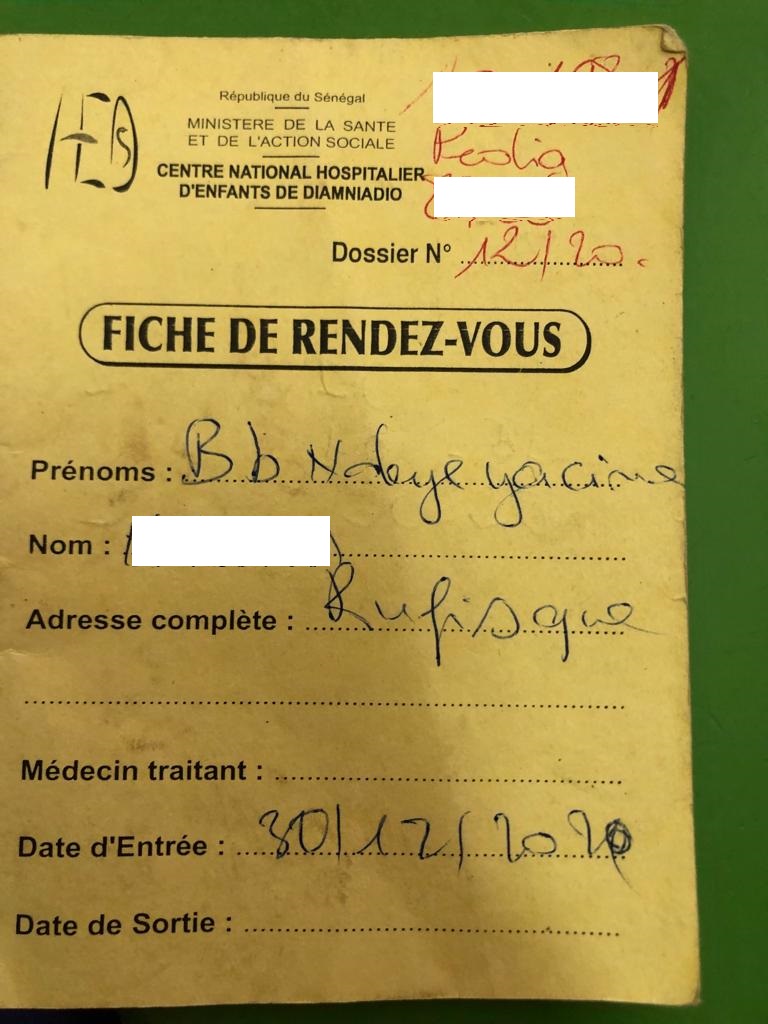 République du Sénégal
MINISTERE DE LA SANTE
ET DE L'ACTION SOCIALE
CENTRE NATIONAL HOSPITALIER
D'ENFANTS DE DIAMNIADIO
Pedia
Dossier N° 12/20.
FICHE DE RENDEZ-VOUS
Prénoms : Bb Ndeye yacine
Nom :
Adresse complète : Rufisque
Médecin traitant :
Date d'Entrée : 30/12/2020
Date de Sortie :